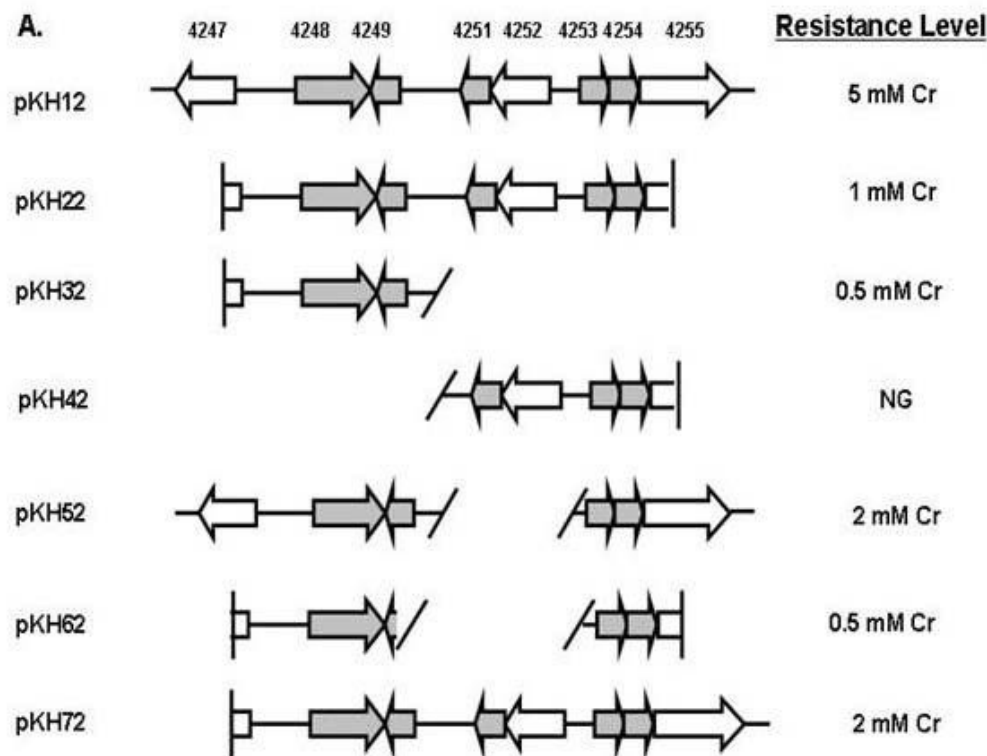 A. 4247 4248 4249 4251 4252 4253 4254 4255 Resistance Level
pKH12 5 mM Cr
pKH22 1 mM Cr
pKH32 0.5 mM Cr
pKH42 NG
pKH52 2 mM Cr
pKH62 0.5 mM Cr
pKH72 2 mM Cr